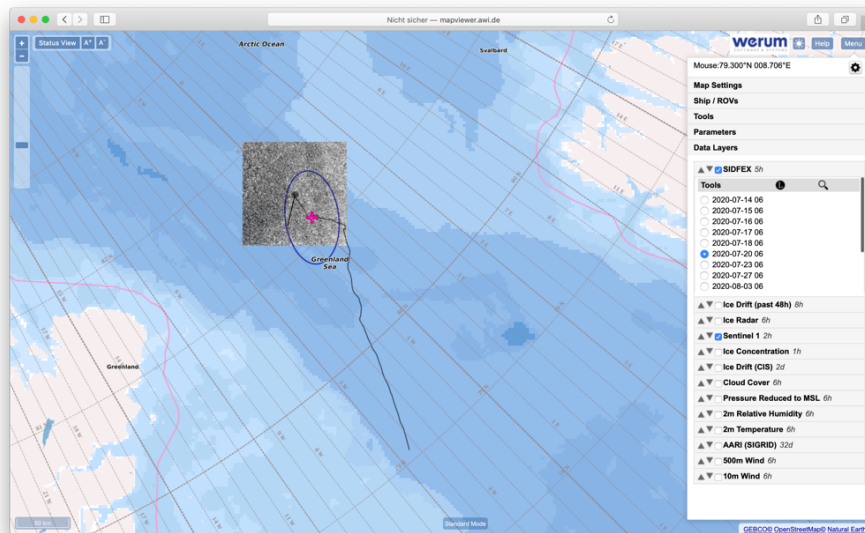 Nicht sicher — mapviewer.awi.de
+
−
Status View A+ A-
Arctic Ocean
Svalbard
werum
Help
Menu
Mouse:79.300°N 008.706°E
Map Settings
Ship / ROVs
Tools
Parameters
Data Layers
SIDFEX 5h
Tools L
2020-07-14 06
2020-07-15 06
2020-07-16 06
2020-07-17 06
2020-07-18 06
2020-07-20 06
2020-07-23 06
2020-07-27 06
2020-08-03 06
Ice Drift (past 48h) 8h
Ice Radar 6h
Sentinel 1 2h
Ice Concentration 1h
Ice Drift (CIS) 2d
Cloud Cover 6h
Pressure Reduced to MSL 6h
2m Relative Humidity 6h
2m Temperature 6h
AARI (SIGRID) 32d
500m Wind 6h
10m Wind 6h
Greenland
Sea
Greenland
50 km
Standard Mode
GEBCO© OpenStreetMap© Natural Earth